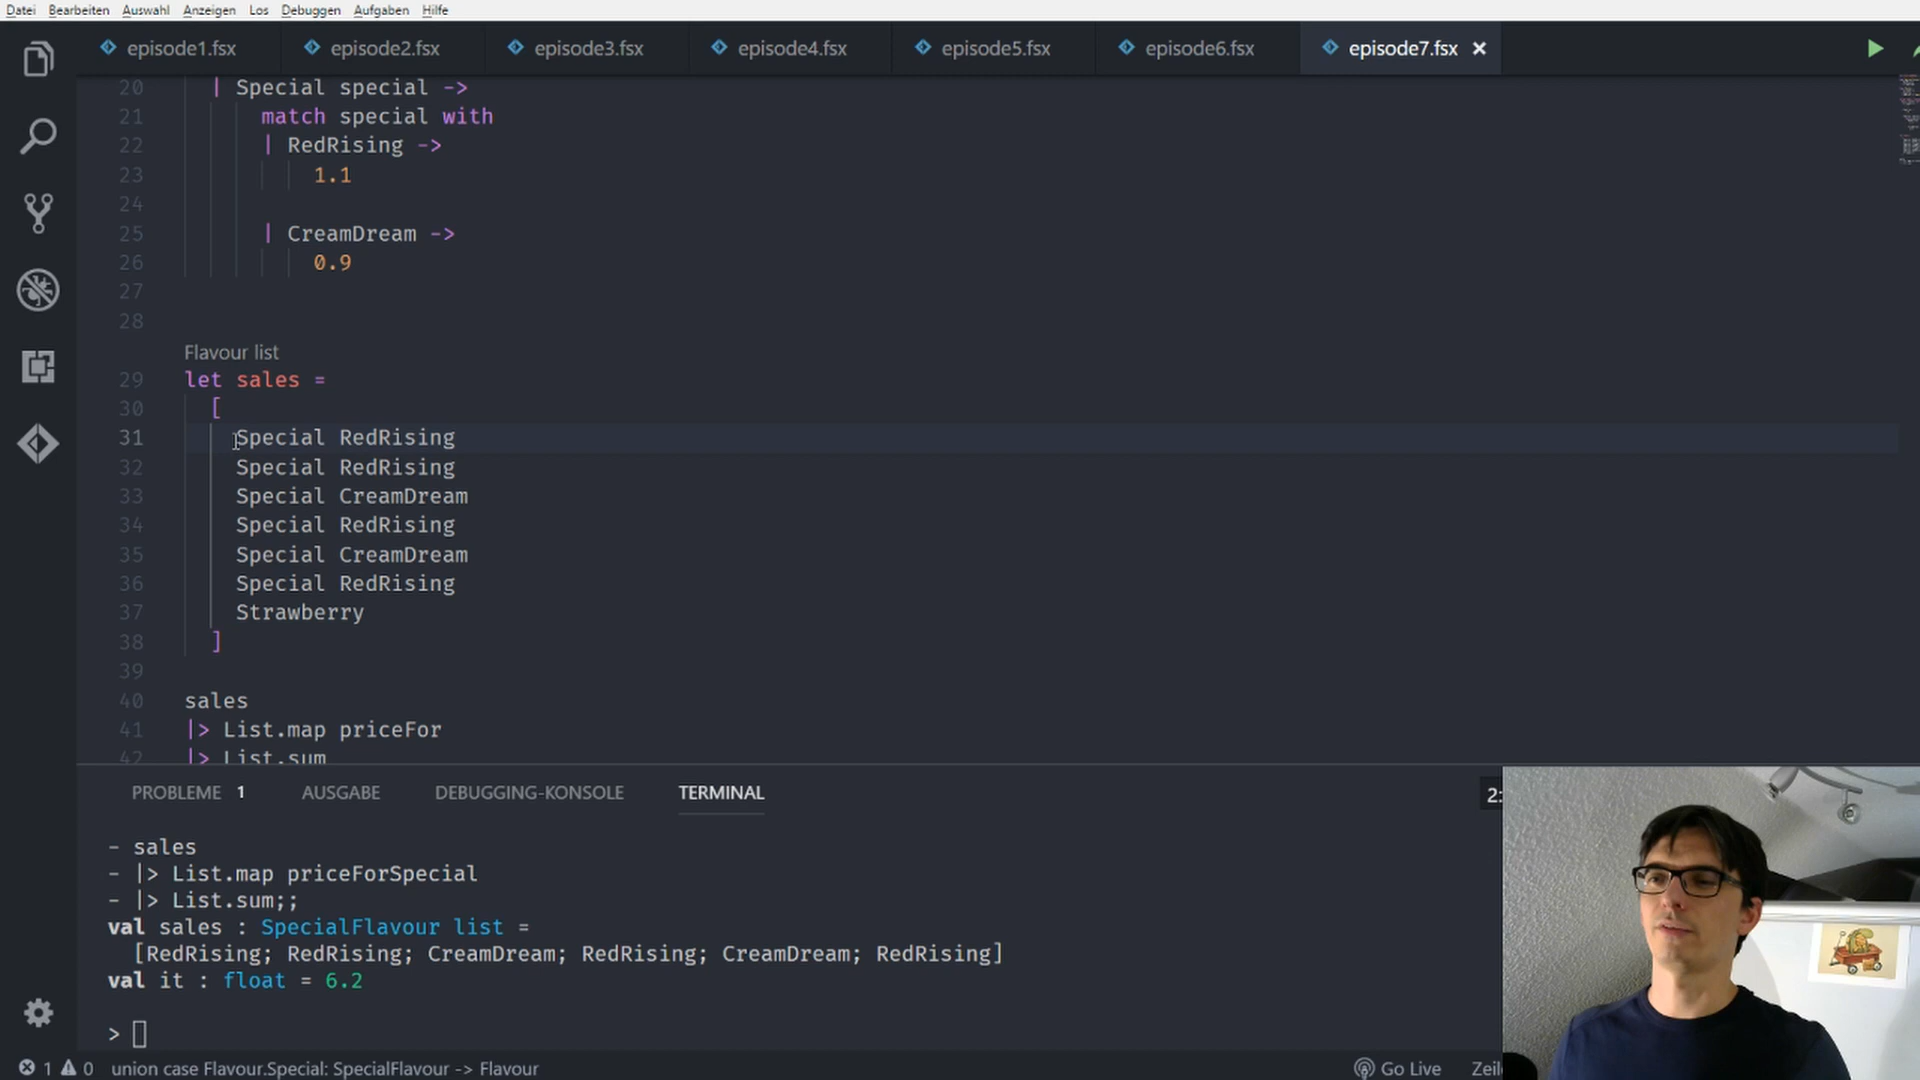 Datei Bearbeiten Auswahl Anzeigen Los Debuggen Aufgaben Hilfe
episode1.fsx episode2.fsx episode3.fsx episode4.fsx episode5.fsx episode6.fsx episode7.fsx
20 | Special special ->
21 match special with
22 | RedRising ->
23 1.1
24
25 | CreamDream ->
26 0.9
27
28
Flavour list
29 let sales =
30 [
31 Special RedRising
32 Special RedRising
33 Special CreamDream
34 Special RedRising
35 Special CreamDream
36 Special RedRising
37 Strawberry
38 ]
39
40 sales
41 |> List.map priceFor
42 |> List.sum
PROBLEME 1 AUSGABE DEBUGGING-KONSOLE TERMINAL 2:
- sales
- |> List.map priceForSpecial
- |> List.sum;;
val sales : SpecialFlavour list =
[RedRising; RedRising; CreamDream; RedRising; CreamDream; RedRising]
val it : float = 6.2
>
1 0 union case Flavour.Special: SpecialFlavour -> Flavour Go Live